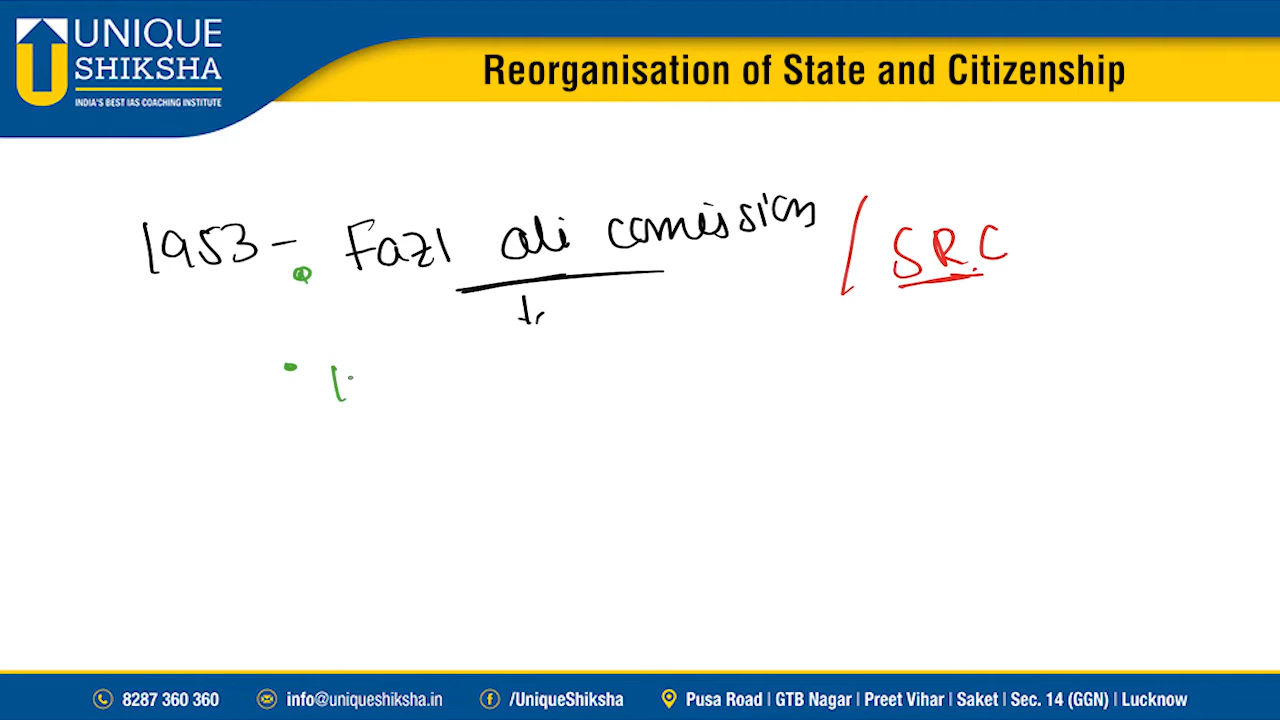 UNIQUE
SHIKSHA
INDIA'S BEST IAS COACHING INSTITUTE
Reorganisation of State and Citizenship
1953 - Fazl ali comission / S.R.C
8287 360 360
info@uniqueshiksha.in
/UniqueShiksha
Pusa Road | GTB Nagar | Preet Vihar | Saket | Sec. 14 (GGN) | Lucknow